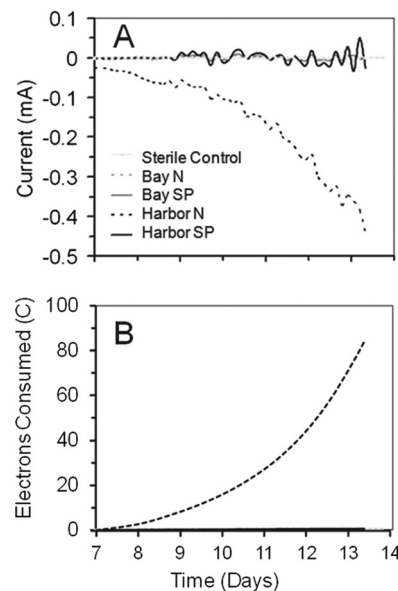 A
0.1
0
-0.1
-0.2
-0.3
-0.4
-0.5
Current (mA)
Sterile Control
Bay N
Bay SP
Harbor N
Harbor SP
B
100
80
60
40
20
0
Electrons Consumed (C)
7 8 9 10 11 12 13 14
Time (Days)